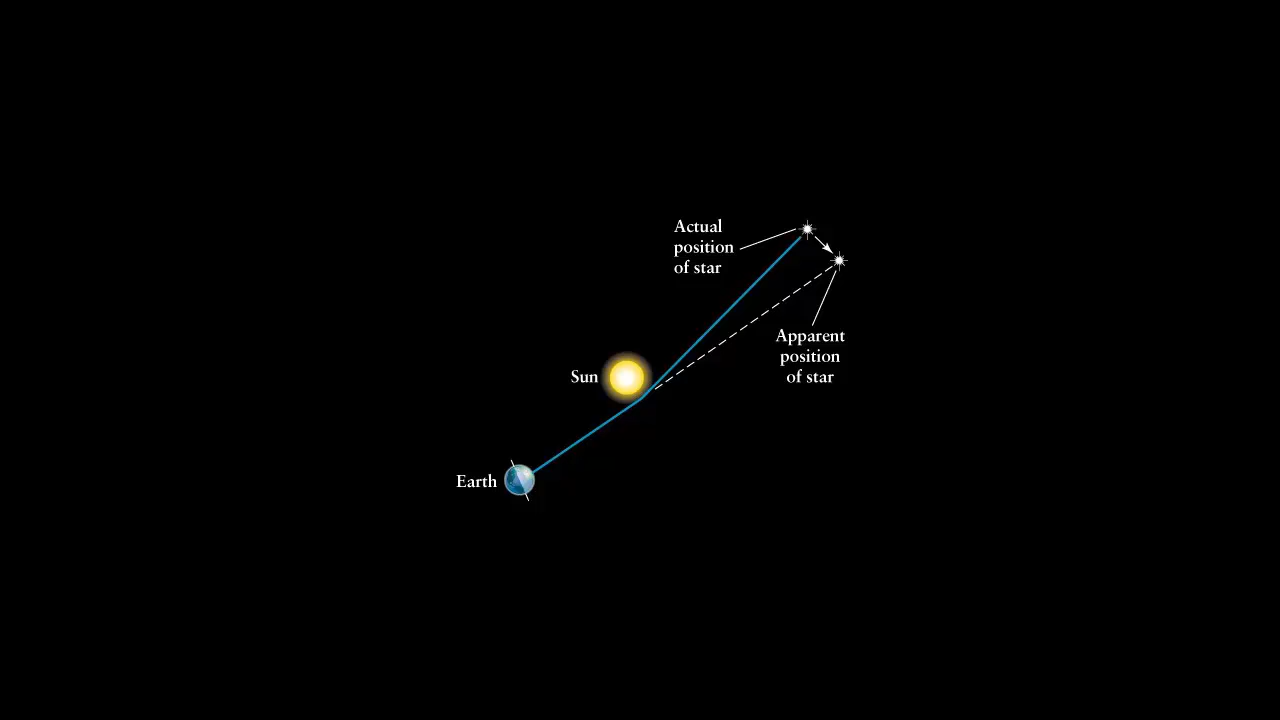 Actual
position
of star
Apparent
position
of star
Sun
Earth